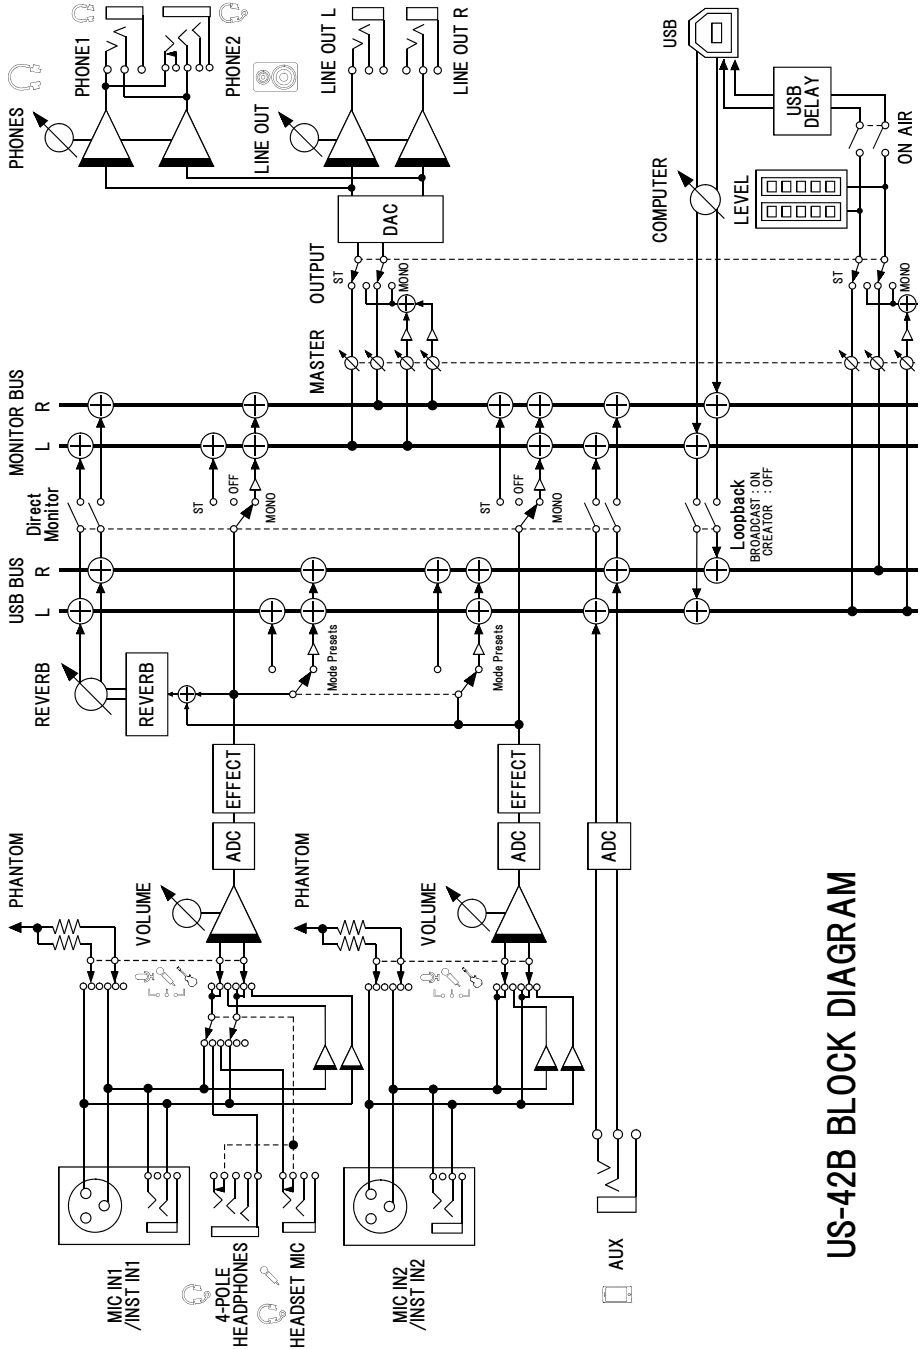 US-42B BLOCK DIAGRAM
MIC IN1
/INST IN1
4-POLE
HEADPHONES
HEADSET MIC
MIC IN2
/INST IN2
AUX
PHANTOM
VOLUME
ADC
EFFECT
PHANTOM
VOLUME
ADC
EFFECT
ADC
REVERB
REVERB
Mode Presets
Mode Presets
USB BUS
L
R
Direct
Monitor
ST
OFF
MONO
ST
OFF
MONO
Loopback
BROADCAST : ON
CREATOR : OFF
MONITOR BUS
L
R
MASTER
OUTPUT
ST
MONO
DAC
COMPUTER
LEVEL
ST
MONO
PHONES
PHONE1
PHONE2
LINE OUT
LINE OUT L
LINE OUT R
USB
USB
DELAY
ON AIR